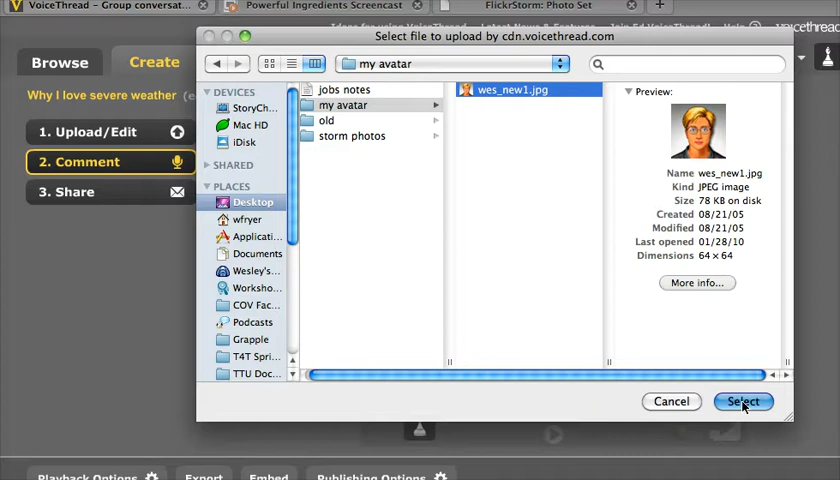 VoiceThread - Group conversat...
Powerful Ingredients Screencast
FlickrStorm: Photo Set
Select file to upload by cdn.voicethread.com
Browse
Create
my avatar
Why I love severe weather
1. Upload/Edit
2. Comment
3. Share
DEVICES
StoryCh...
Mac HD
iDisk
SHARED
PLACES
Desktop
wfryer
Applicati...
Documents
Wesley's...
Worksho...
COV Fac...
Podcasts
Grapple
T4T Spri...
TTU Doc...
jobs notes
my avatar
old
storm photos
wes_new1.jpg
Preview:
Name wes_new1.jpg
Kind JPEG image
Size 78 KB on disk
Created 08/21/05
Modified 08/21/05
Last opened 01/28/10
Dimensions 64 × 64
More info...
Cancel
Select
Playback Options
Export
Embed
Publishing Options